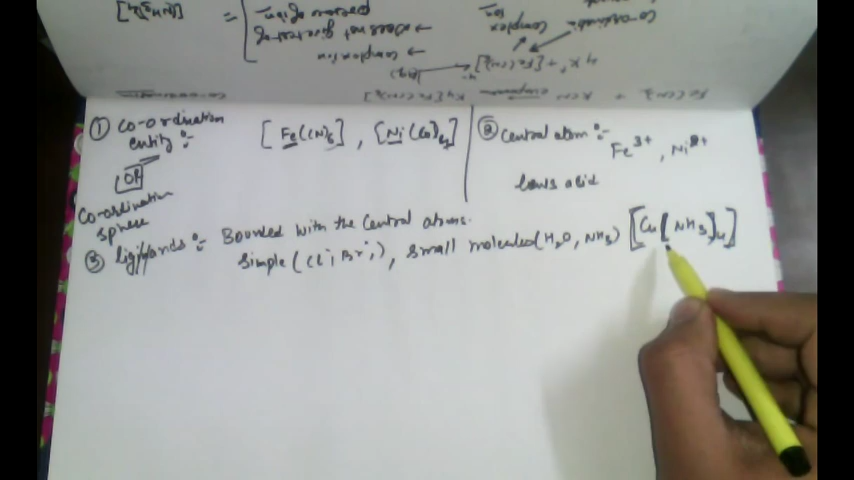 ① Co-ordination
entity :-
OR
Co-ordination
sphere
[Fe(CN)6], [Ni(CO)4]
② Central atom :-
Fe3+, Ni2+
Lewis acid
③ ligands :- Bounded with the Central atoms.
Simple (Cl-, Br-,), small molecules (H2O, NH3) [Cu[NH3]4]